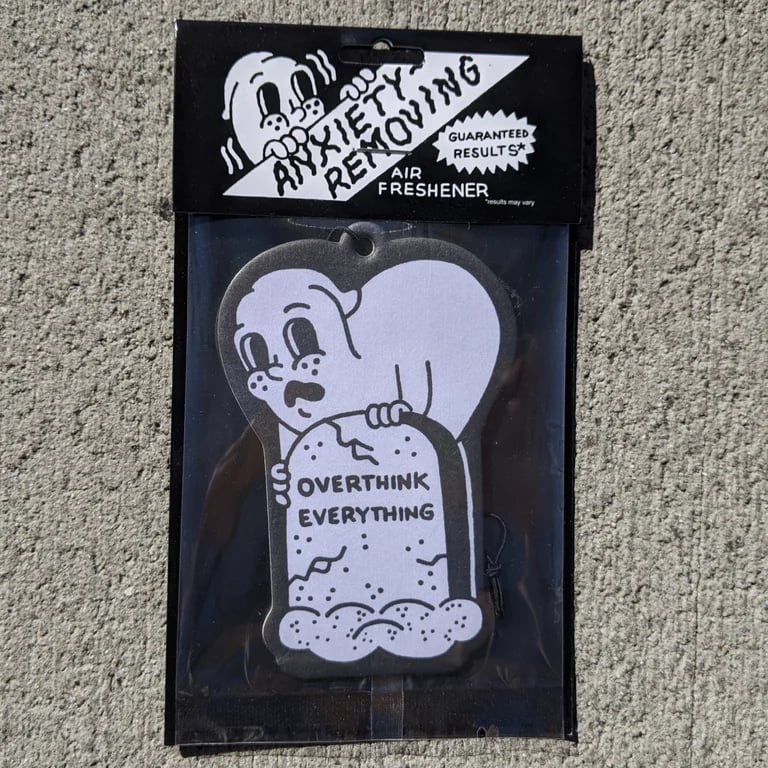 ANXIETY-
REMOVING
AIR
FRESHENER
GUARANTEED
RESULTS*
*results may vary
OVERTHINK
EVERYTHING